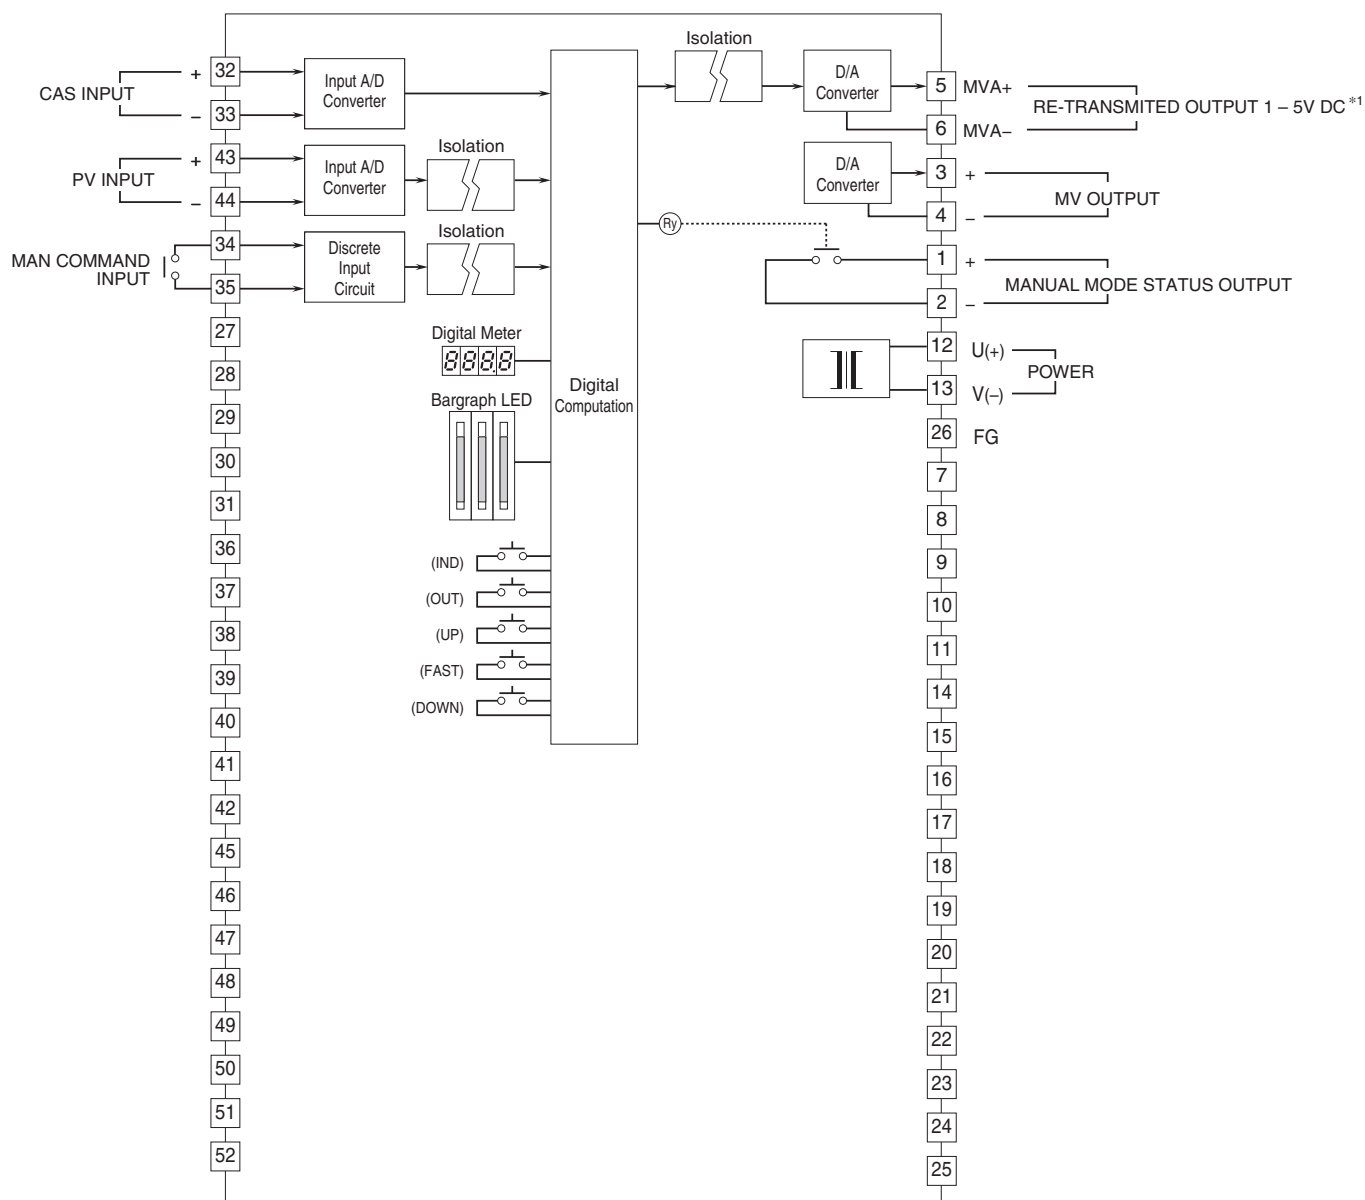 Isolation
CAS INPUT
+ 32
− 33
Input A/D
Converter
D/A
Converter
5 MVA+
6 MVA−
RE-TRANSMITED OUTPUT 1 – 5V DC *1
PV INPUT
+ 43
− 44
Input A/D
Converter
Isolation
D/A
Converter
3 +
4 −
MV OUTPUT
MAN COMMAND
INPUT
34
35
Discrete
Input
Circuit
Isolation
Ry
1 +
2 −
MANUAL MODE STATUS OUTPUT
Digital Meter
8888
Bargraph LED
Digital
Computation
12 U(+)
13 V(−)
POWER
26 FG
(IND)
(OUT)
(UP)
(FAST)
(DOWN)
27
28
29
30
31
36
37
38
39
40
41
42
45
46
47
48
49
50
51
52
7
8
9
10
11
14
15
16
17
18
19
20
21
22
23
24
25